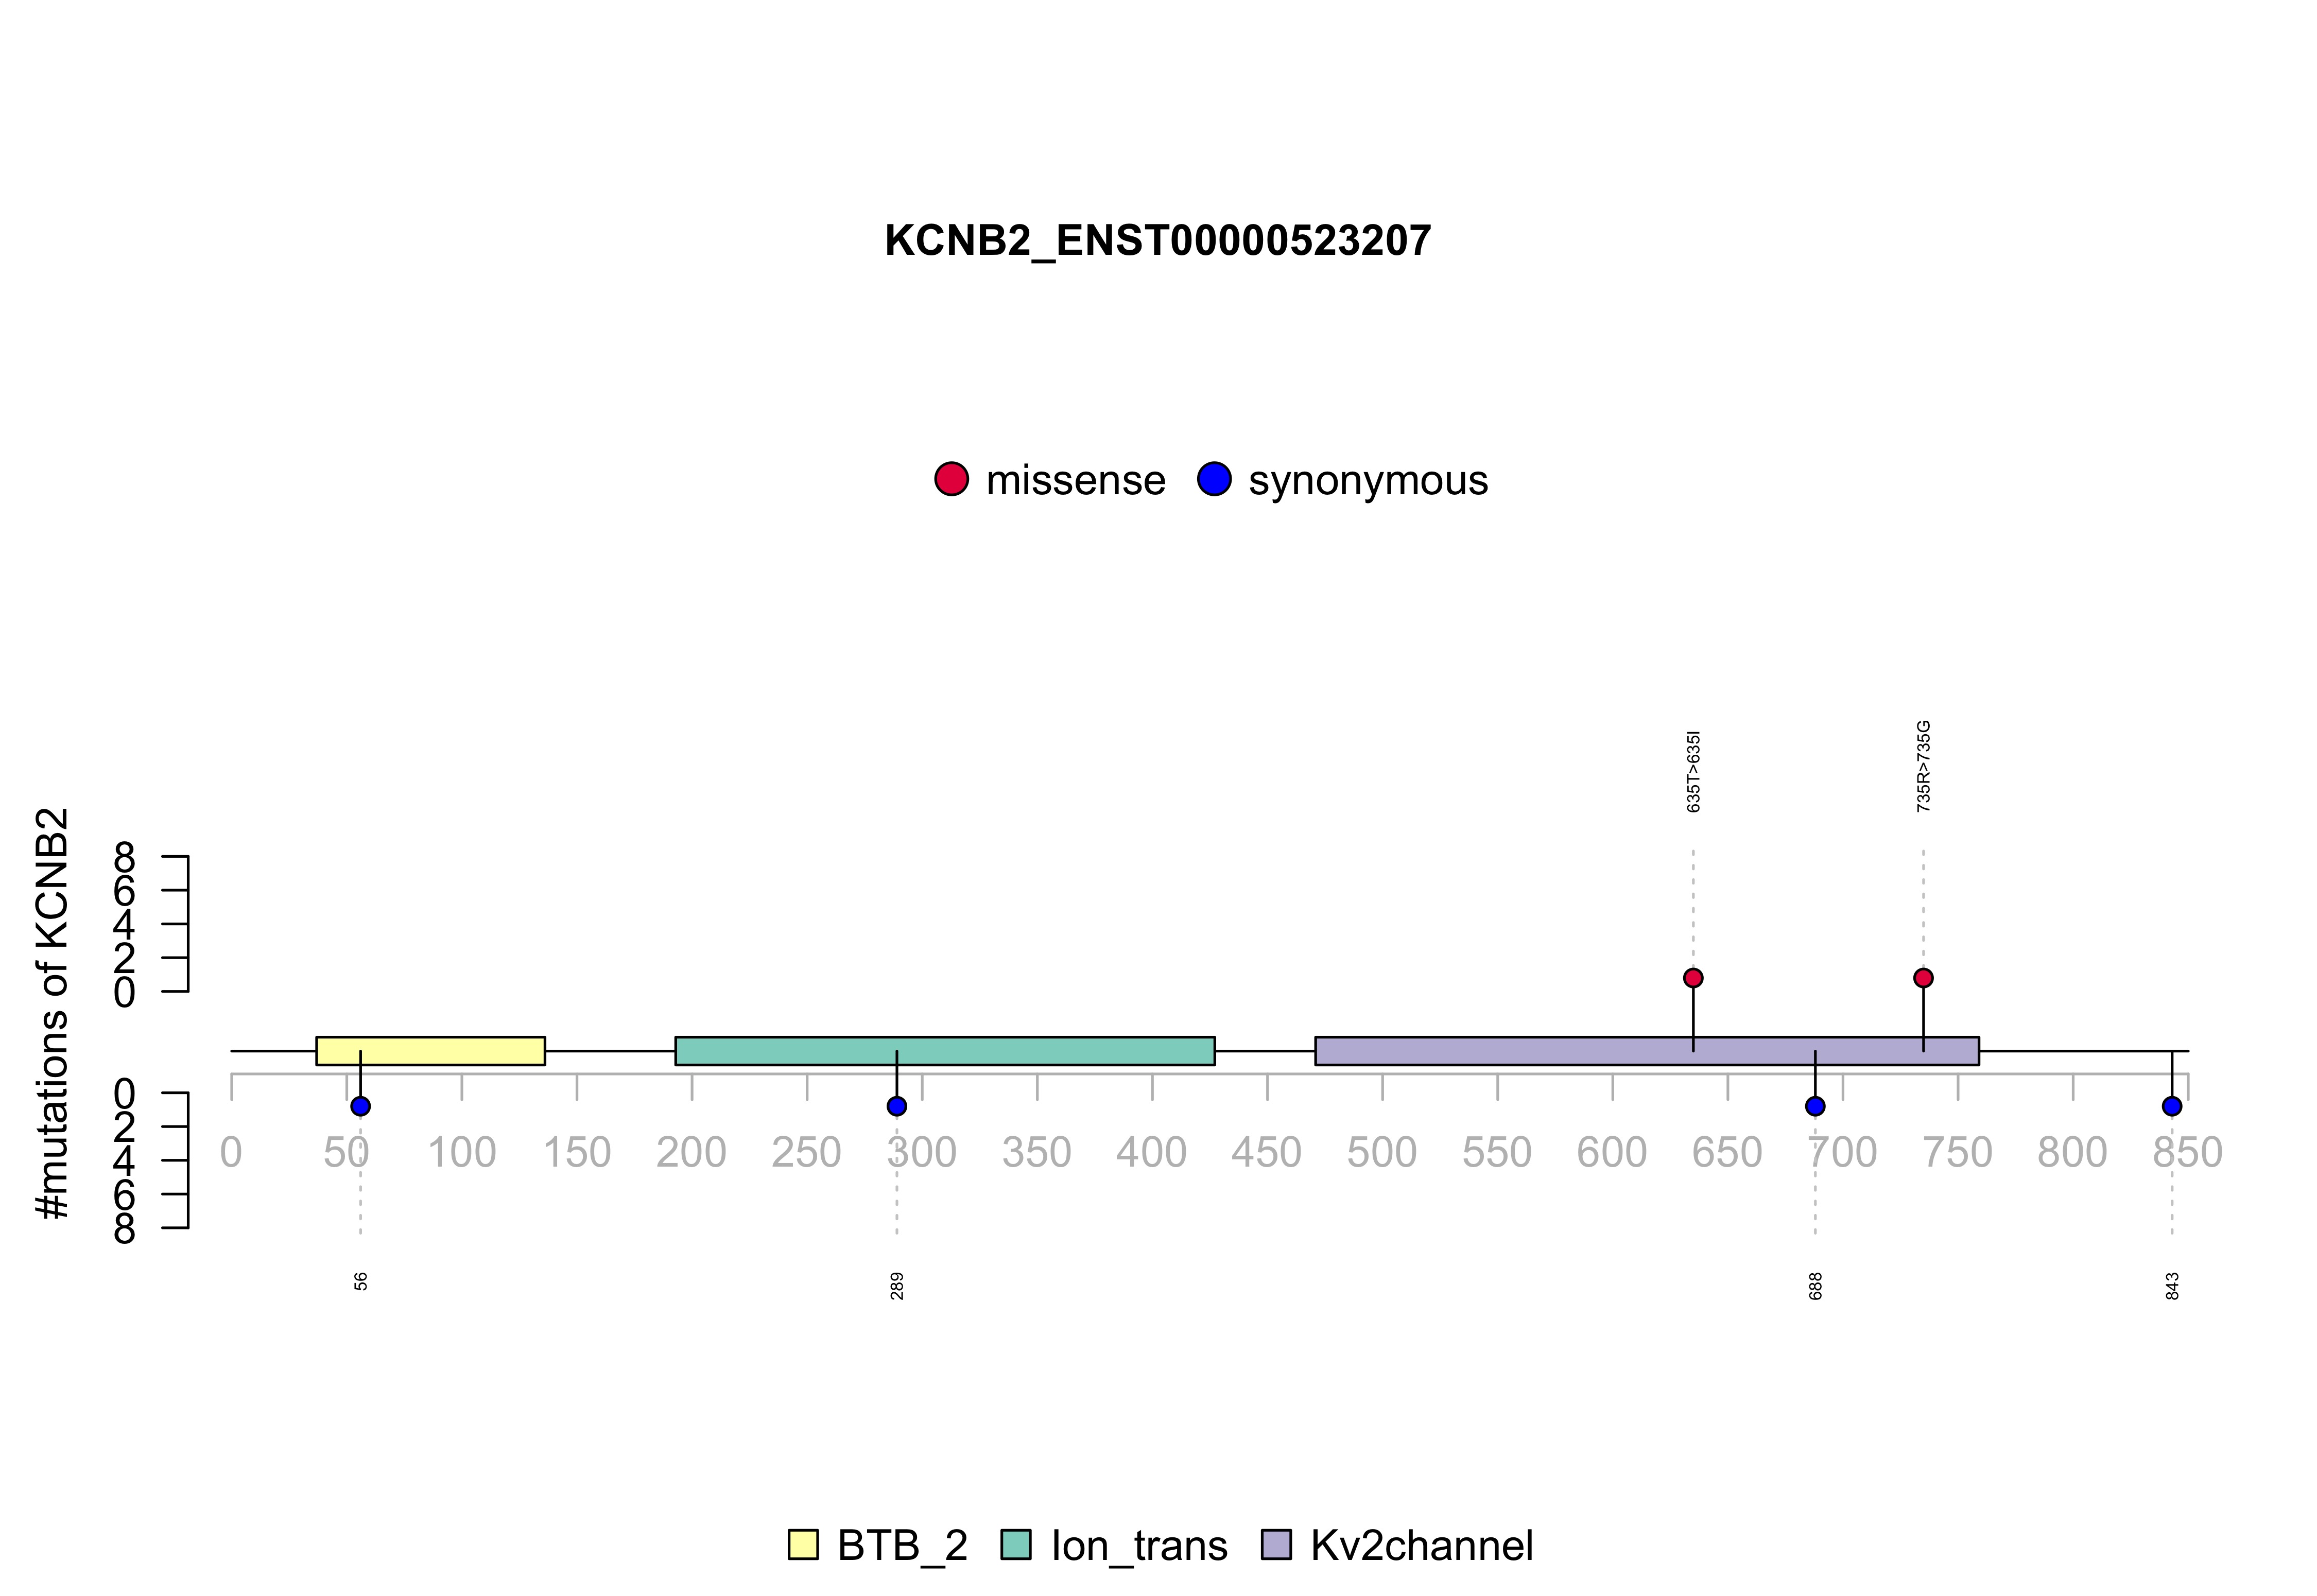 KCNB2_ENST00000523207
missense synonymous
635T>635I 735R>735G
#mutations of KCNB2
8
6
4
2
0
0
2
4
6
8
0 50 100 150 200 250 300 350 400 450 500 550 600 650 700 750 800 850
56 289 688 843
BTB_2 Ion_trans Kv2channel